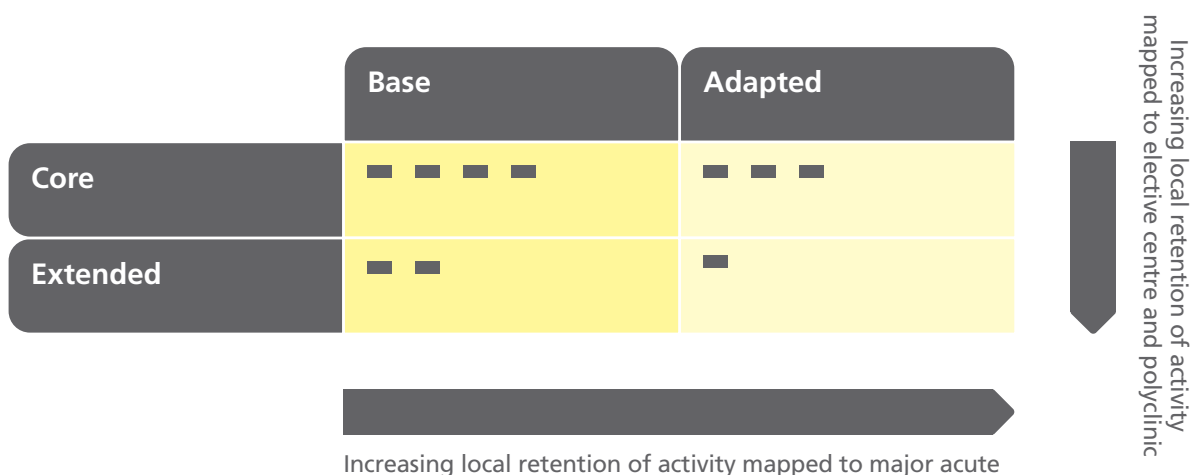 Base
Adapted
Core
Extended
Increasing local retention of activity mapped to major acute
Increasing local retention of activity
mapped to elective centre and polyclinic